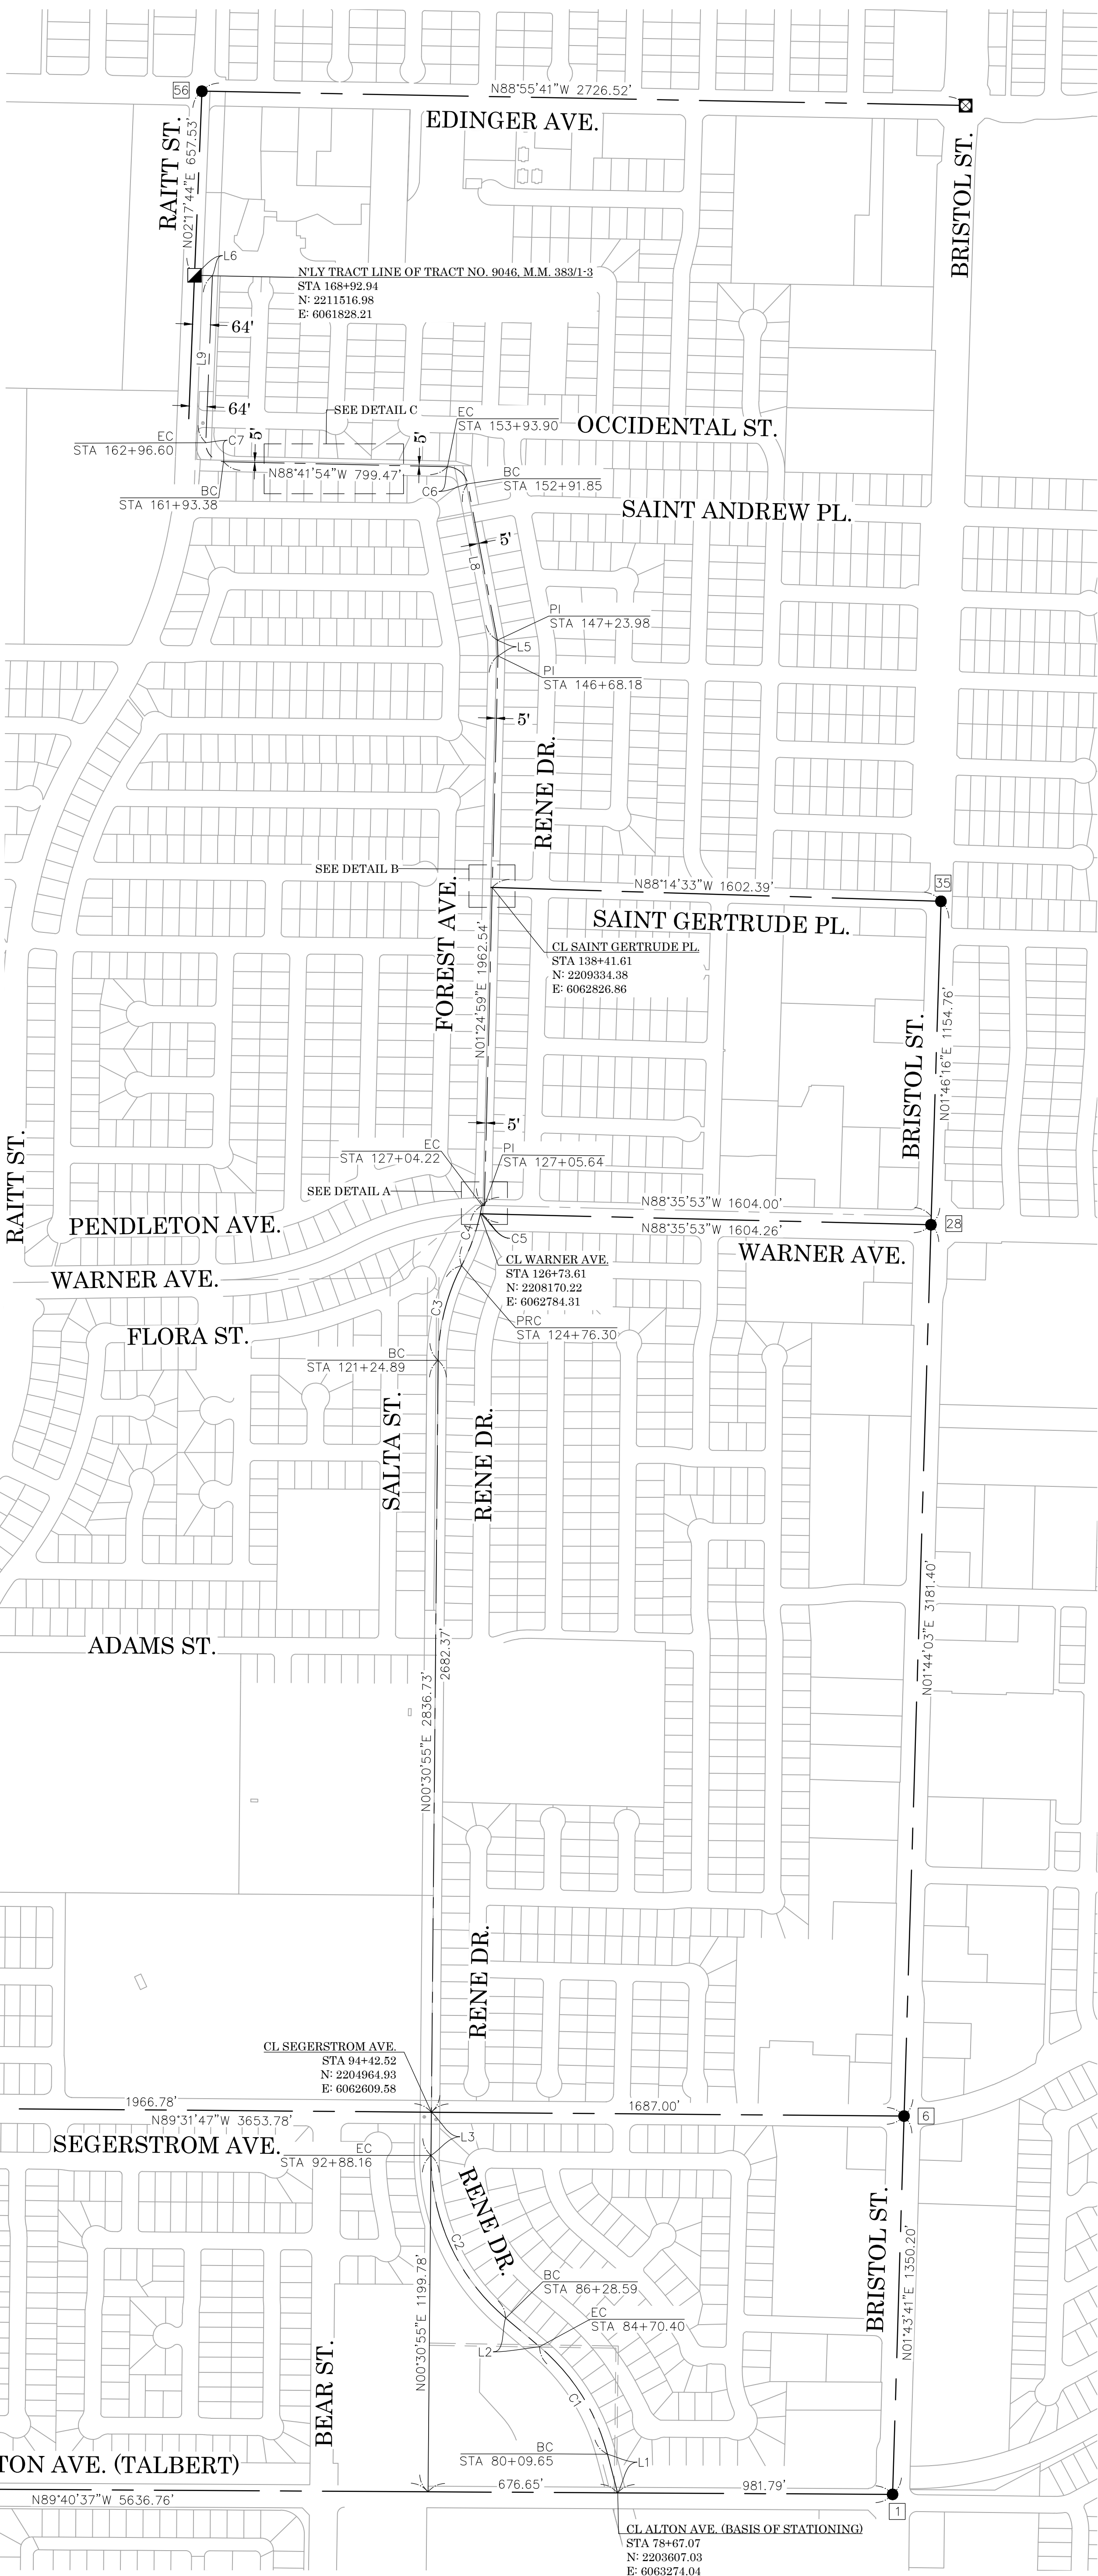 56
N88°55'41"W 2726.52'
EDINGER AVE.
RAITT ST.
N02°17'44"E 657.53'
BRISTOL ST.
L6
N'LY TRACT LINE OF TRACT NO. 9046, M.M. 383/1-3
STA 168+92.94
N: 2211516.98
E: 6061828.21
64'
L9
64'
SEE DETAIL C
EC
STA 153+93.90
OCCIDENTAL ST.
EC
STA 162+96.60
C7
5'
5'
N88°41'54"W 799.47'
BC
STA 152+91.85
C6
BC
STA 161+93.38
SAINT ANDREW PL.
5'
L8
PI
STA 147+23.98
L5
PI
STA 146+68.18
5'
RENE DR.
SEE DETAIL B
N88°14'33"W 1602.39'
35
SAINT GERTRUDE PL.
FOREST AVE.
N01°24'59"E 1962.54'
CL SAINT GERTRUDE PL.
STA 138+41.61
N: 2209334.38
E: 6062826.86
BRISTOL ST.
N01°46'16"E 1154.76'
5'
RAITT ST.
EC
STA 127+04.22
PI
STA 127+05.64
SEE DETAIL A
N88°35'53"W 1604.00'
PENDLETON AVE.
N88°35'53"W 1604.26'
28
C4
C5
WARNER AVE.
CL WARNER AVE.
STA 126+73.61
N: 2208170.22
E: 6062784.31
WARNER AVE.
C3
PRC
STA 124+76.30
FLORA ST.
BC
STA 121+24.89
SALTA ST.
RENE DR.
ADAMS ST.
2682.37'
N00°30'55"E 2836.73'
N01°44'03"E 3181.40'
RENE DR.
CL SEGERSTROM AVE.
STA 94+42.52
N: 2204964.93
E: 6062609.58
1966.78'
1687.00'
N89°31'47"W 3653.78'
6
SEGERSTROM AVE.
L3
EC
STA 92+88.16
RENE DR.
C2
BRISTOL ST.
N01°43'41"E 1350.20'
N00°30'55"E 1199.78'
BC
STA 86+28.59
EC
STA 84+70.40
L2
BEAR ST.
C1
BC
STA 80+09.65
L1
TON AVE. (TALBERT)
676.65'
981.79'
N89°40'37"W 5636.76'
1
CL ALTON AVE. (BASIS OF STATIONING)
STA 78+67.07
N: 2203607.03
E: 6063274.04